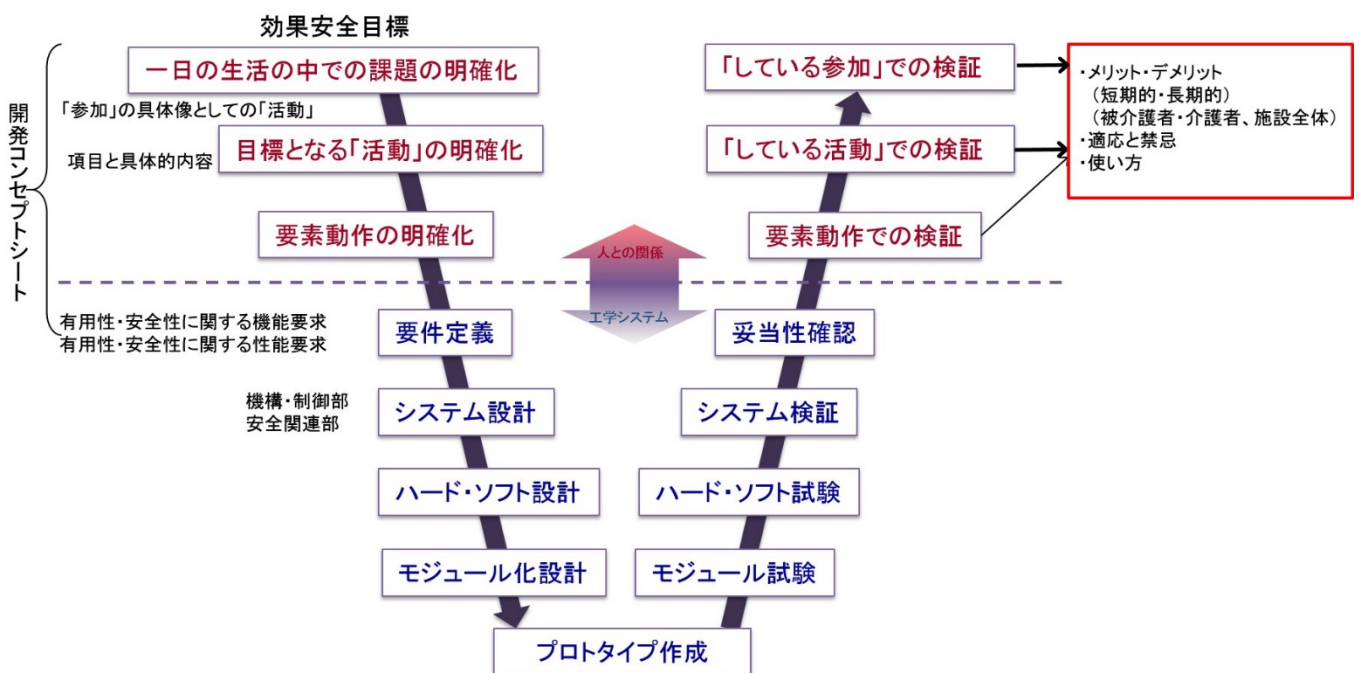 効果安全目標
一日の生活の中での課題の明確化
「参加」の具体像としての「活動」
目標となる「活動」の明確化
項目と具体的内容
要素動作の明確化
開発コンセプトシート
有用性・安全性に関する機能要求
有用性・安全性に関する性能要求
要件定義
機構・制御部
安全関連部
システム設計
ハード・ソフト設計
モジュール化設計
プロトタイプ作成
人との関係
工学システム
「している参加」での検証
「している活動」での検証
要素動作での検証
妥当性確認
システム検証
ハード・ソフト試験
モジュール試験
・メリット・デメリット
（短期的・長期的）
（被介護者・介護者、施設全体）
・適応と禁忌
・使い方